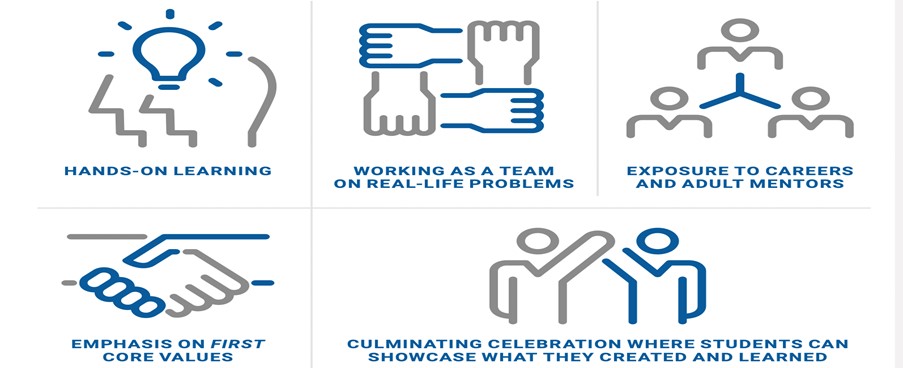 HANDS-ON LEARNING
WORKING AS A TEAM
ON REAL-LIFE PROBLEMS
EXPOSURE TO CAREERS
AND ADULT MENTORS
EMPHASIS ON FIRST
CORE VALUES
CULMINATING CELEBRATION WHERE STUDENTS CAN
SHOWCASE WHAT THEY CREATED AND LEARNED